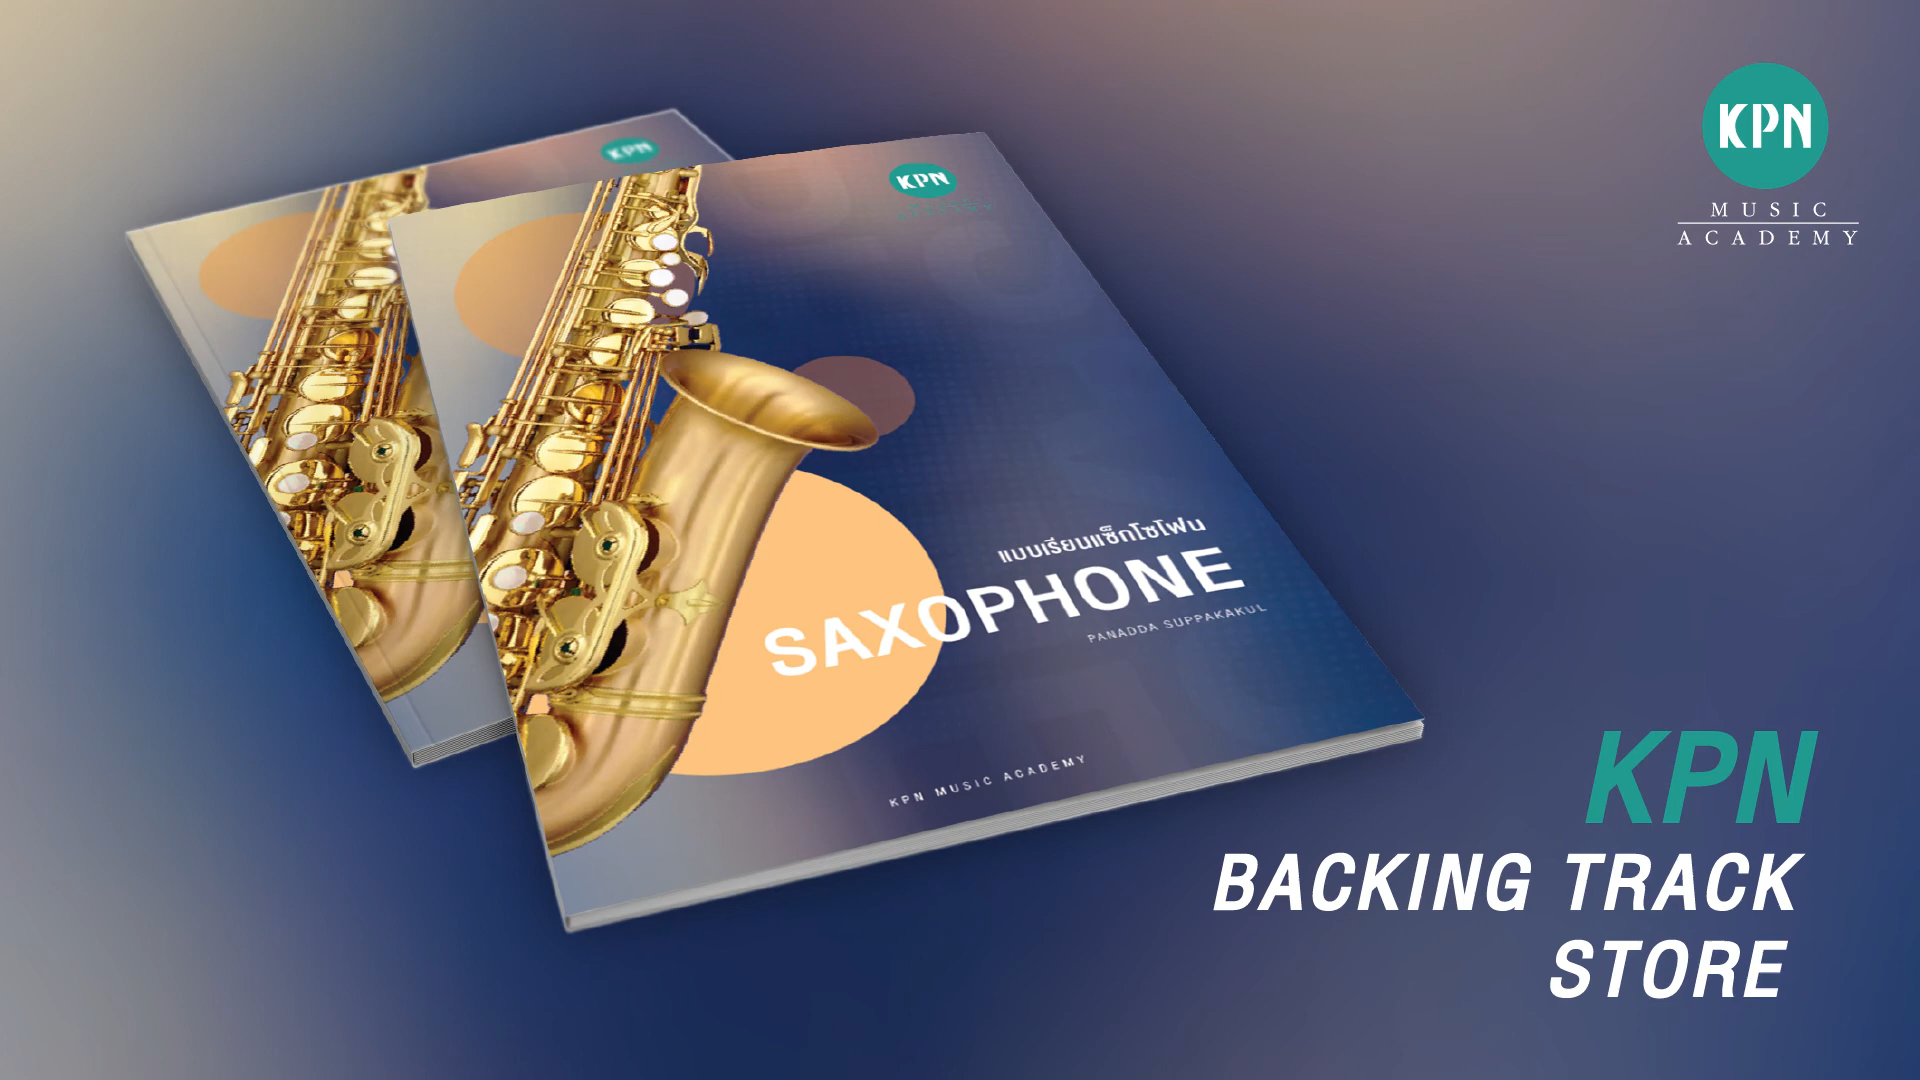 KPN
MUSIC
ACADEMY
KPN
KPN
แบบเรียนแซ็กโซโฟน
SAXOPHONE
PANADDA SUPPAKAKUL
KPN MUSIC ACADEMY
KPN
BACKING TRACK
STORE